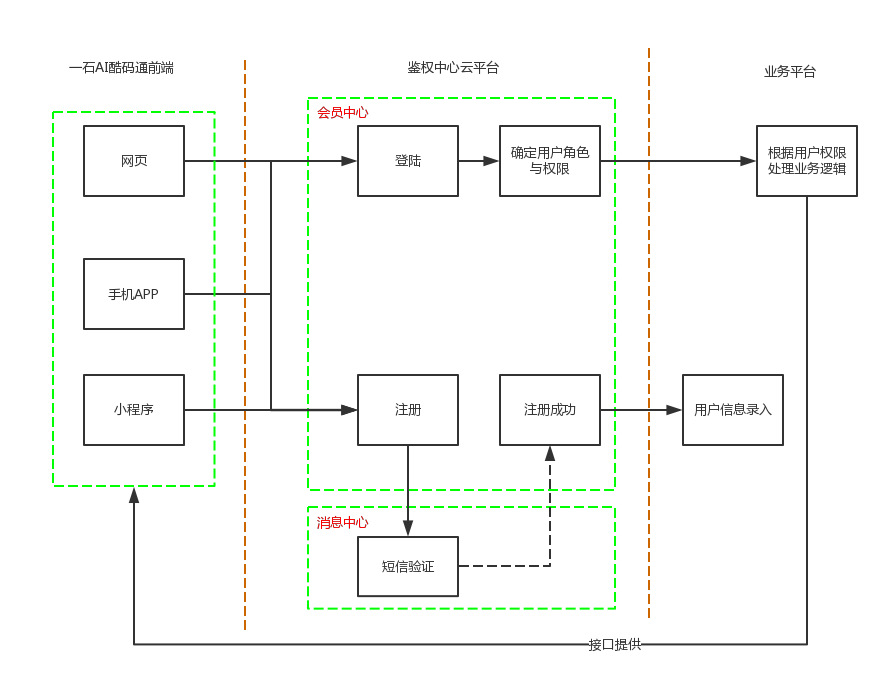 一石AI酷码通前端
鉴权中心云平台
业务平台
会员中心
网页
登陆
确定用户角色
与权限
根据用户权限
处理业务逻辑
手机APP
小程序
注册
注册成功
用户信息录入
消息中心
短信验证
接口提供